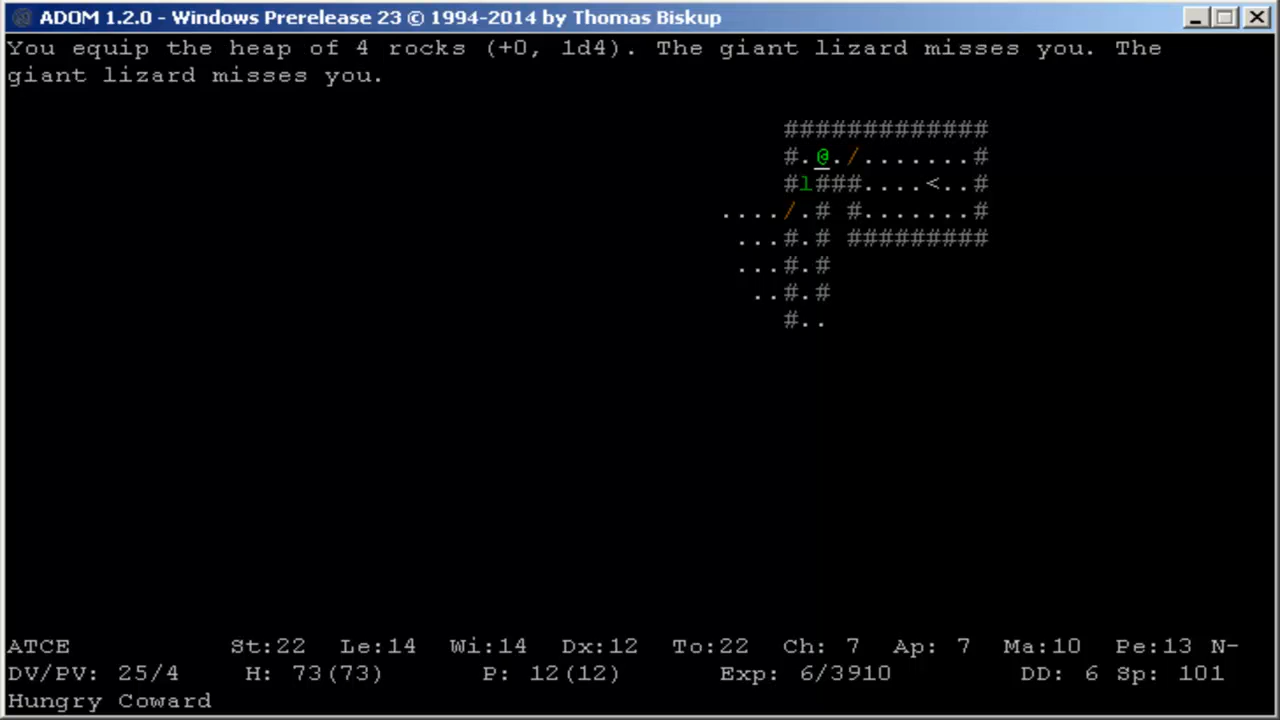 ADOM 1.2.0 - Windows Prerelease 23 © 1994-2014 by Thomas Biskup
You equip the heap of 4 rocks (+0, 1d4). The giant lizard misses you. The
giant lizard misses you.
#############
#.@./.......#
#l###....<..#
..../.# #.......#
...#.# #########
...#.#
..#.#
#..
ATCE St:22 Le:14 Wi:14 Dx:12 To:22 Ch: 7 Ap: 7 Ma:10 Pe:13 N-
DV/PV: 25/4 H: 73(73) P: 12(12) Exp: 6/3910 DD: 6 Sp: 101
Hungry Coward